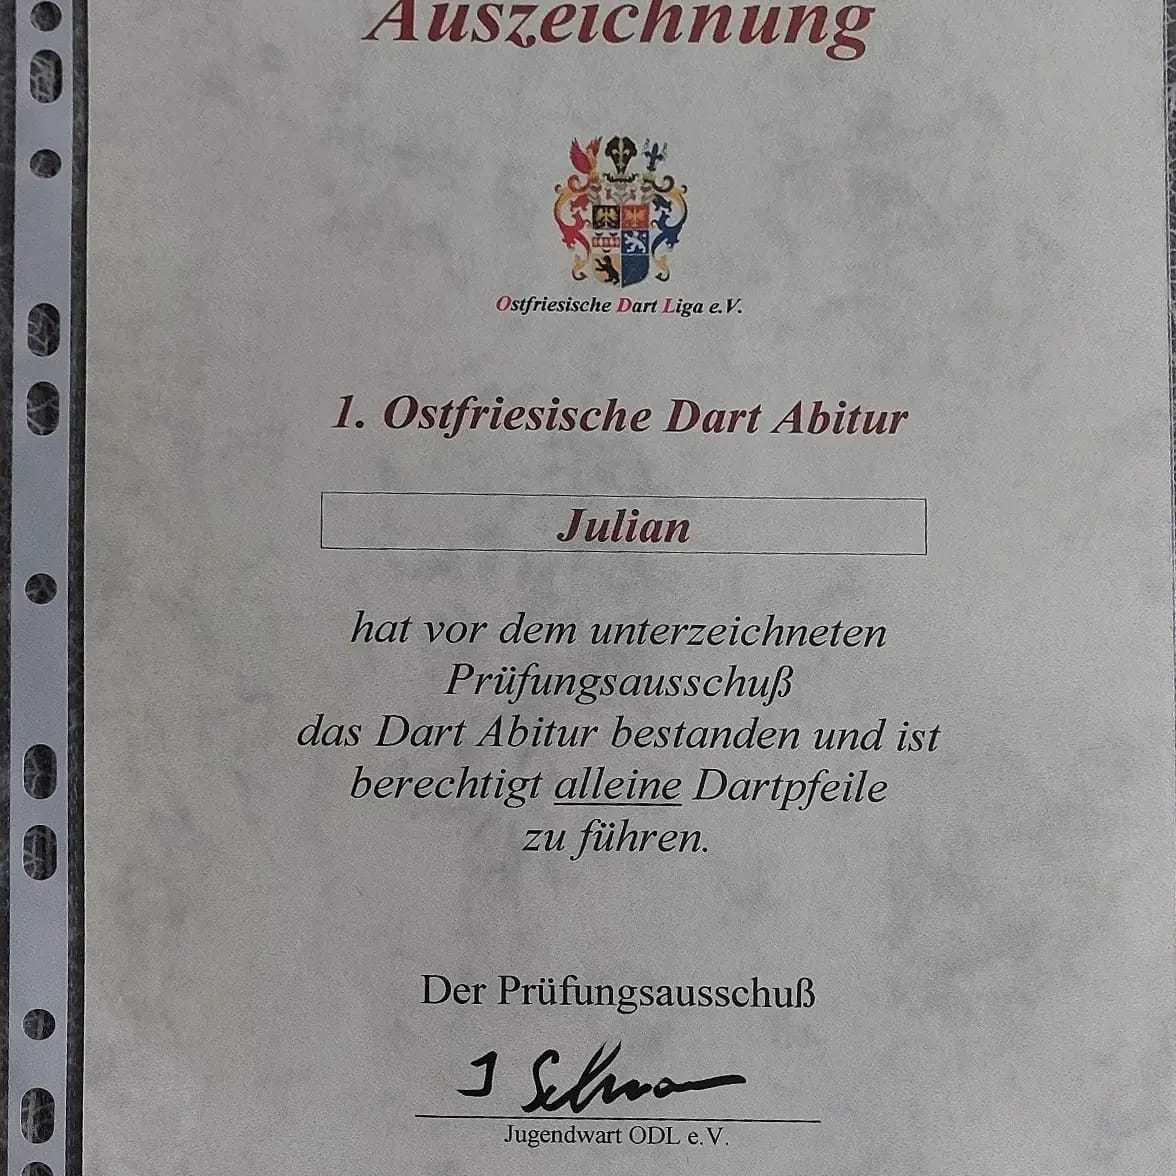 Auszeichnung
Ostfriesische Dart Liga e.V.
1. Ostfriesische Dart Abitur
Julian
hat vor dem unterzeichneten
Prüfungsausschuß
das Dart Abitur bestanden und ist
berechtigt alleine Dartpfeile
zu führen.
Der Prüfungsausschuß
Jugendwart ODL e.V.